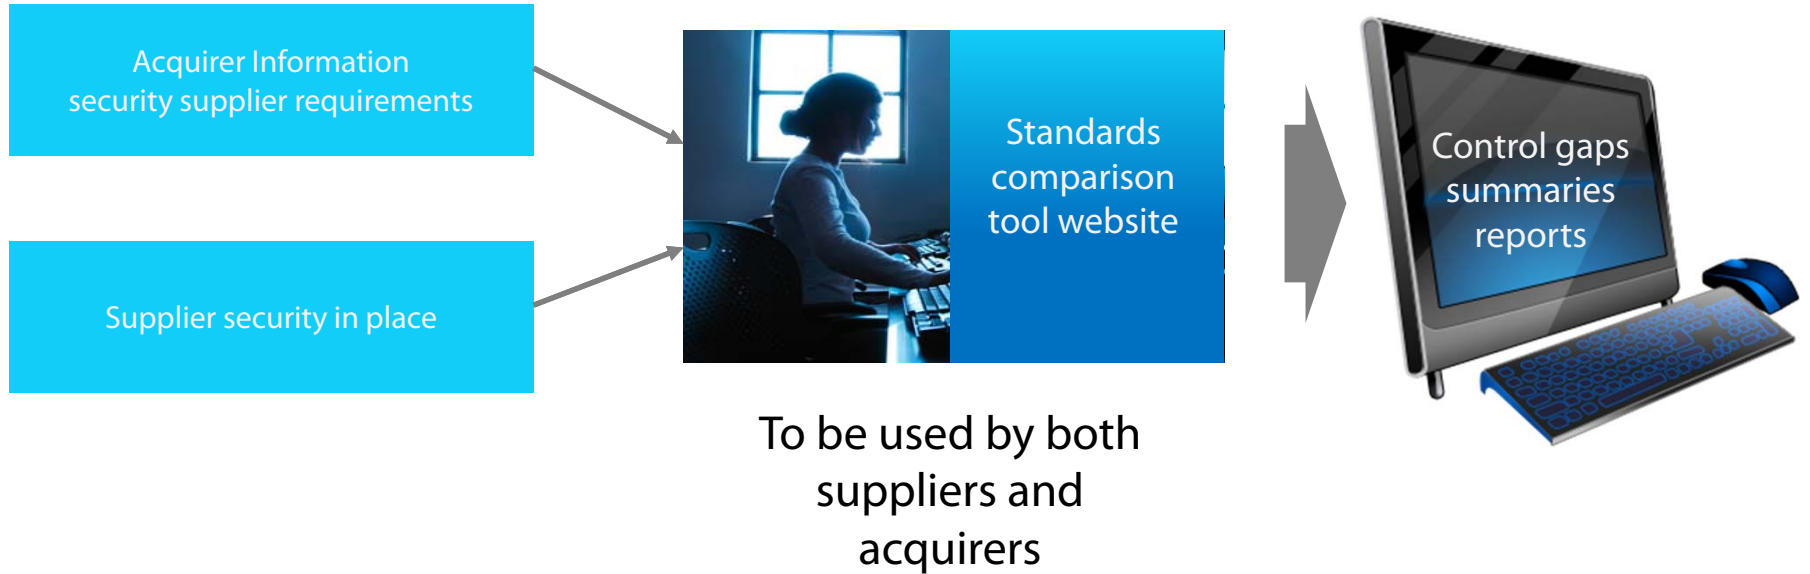 Acquirer Information
security supplier requirements
Supplier security in place
Standards
comparison
tool website
To be used by both
suppliers and
acquirers
Control gaps
summaries
reports